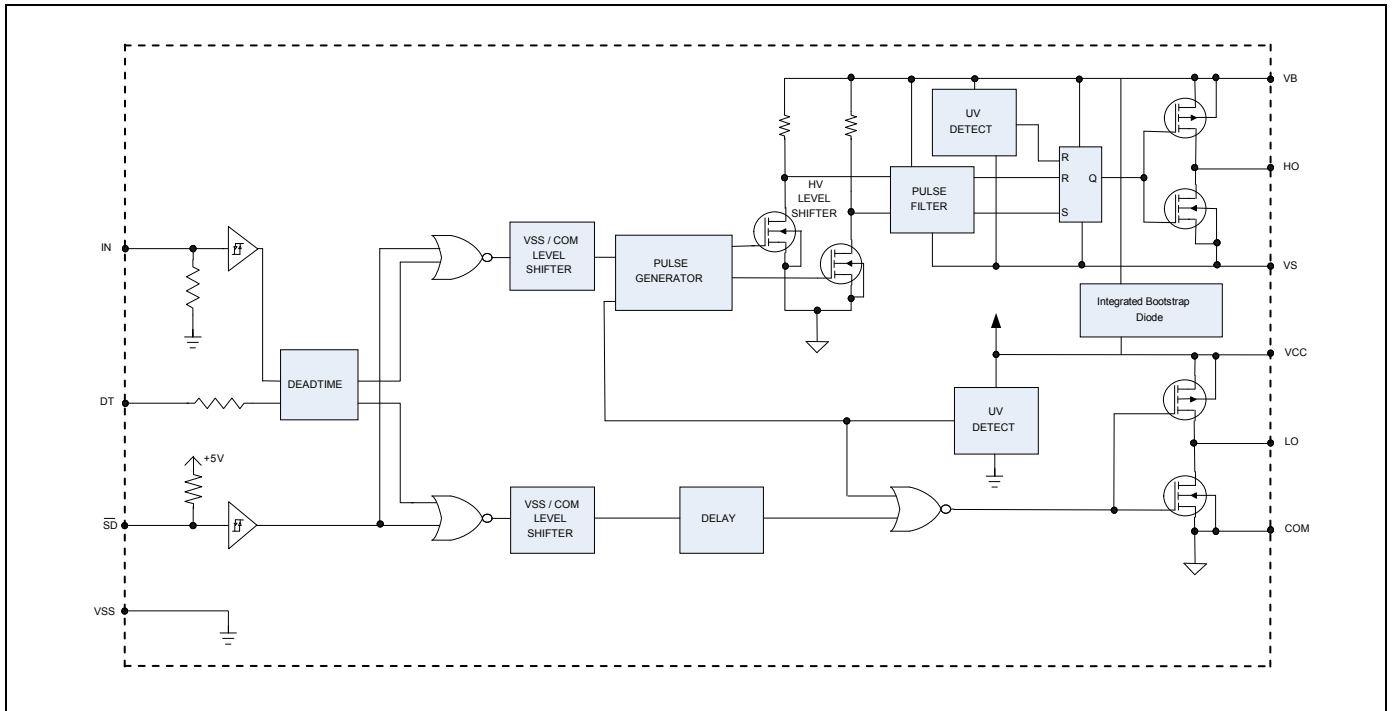 VB
UV
DETECT
R
R
Q
S
HO
HV
LEVEL
SHIFTER
PULSE
FILTER
IN
VSS / COM
LEVEL
SHIFTER
PULSE
GENERATOR
VS
Integrated Bootstrap
Diode
VCC
DEADTIME
DT
UV
DETECT
LO
+5V
SD
VSS / COM
LEVEL
SHIFTER
DELAY
COM
VSS